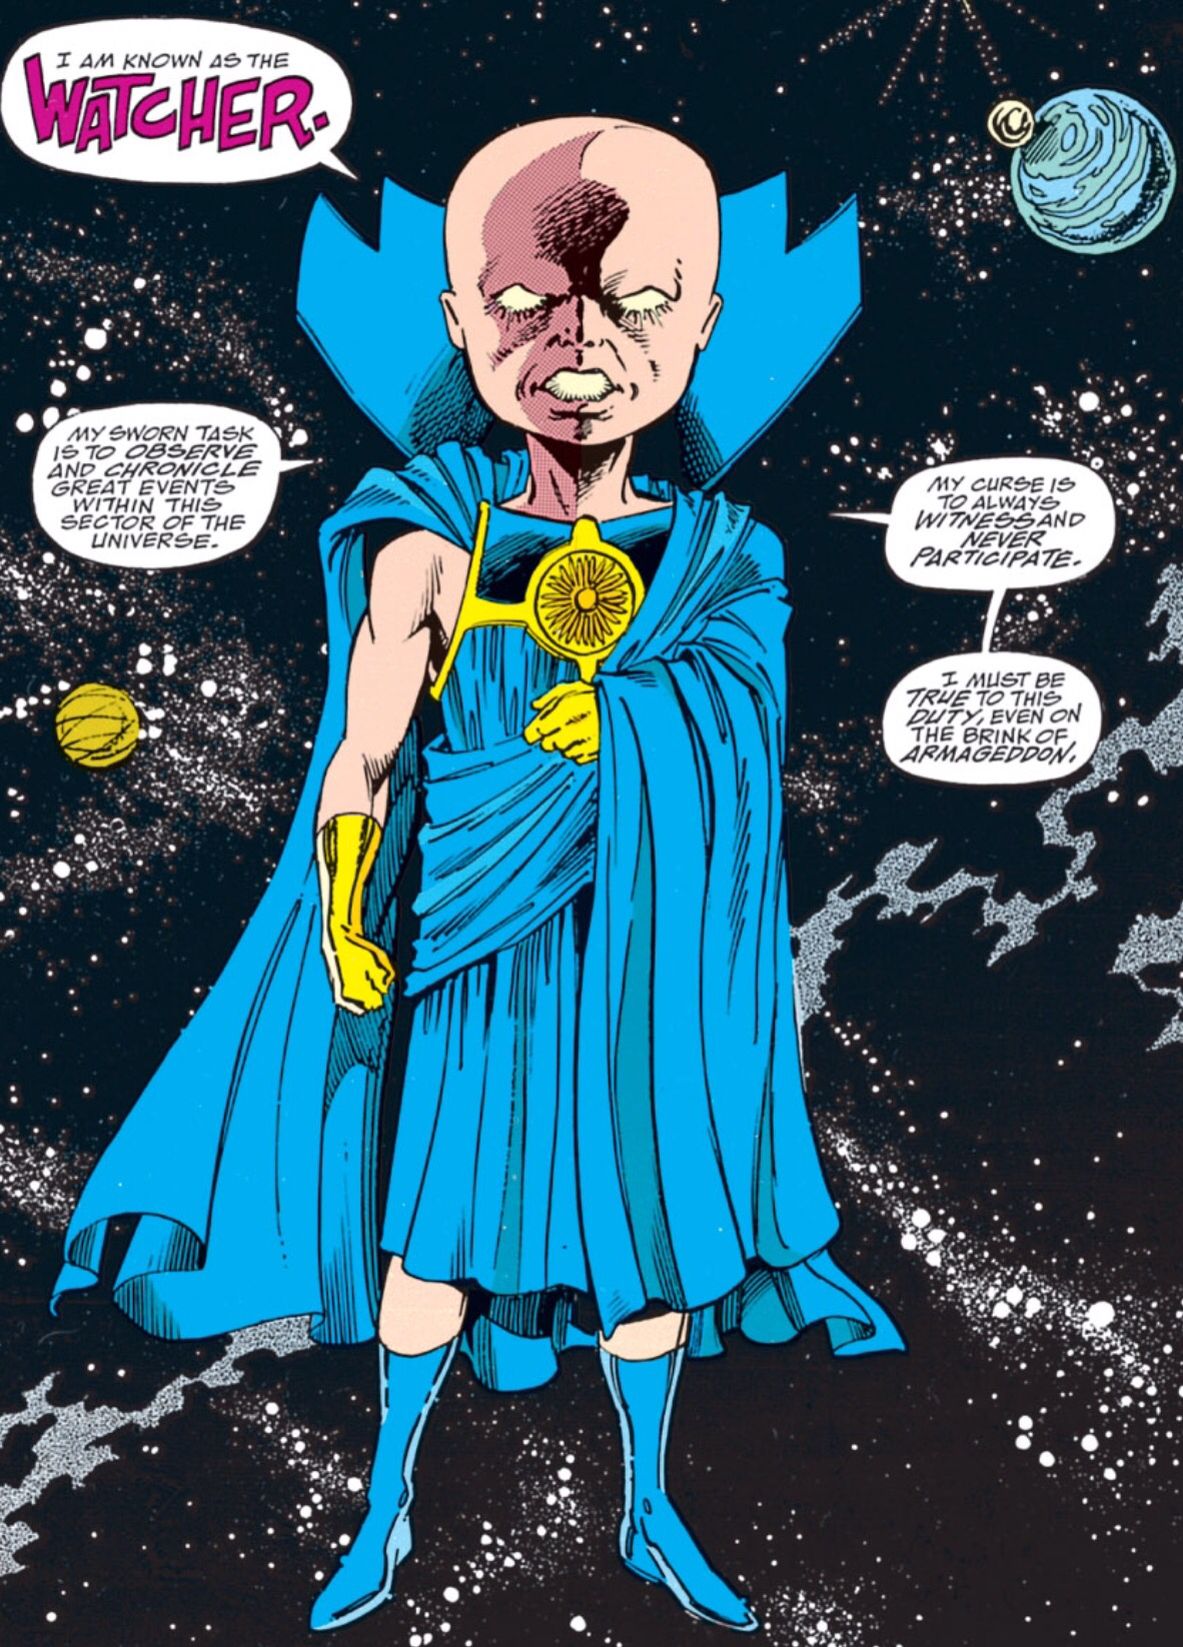 I AM KNOWN AS THE
WATCHER.
MY SWORN TASK
IS TO OBSERVE
AND CHRONICLE
GREAT EVENTS
WITHIN THIS
SECTOR OF THE
UNIVERSE.
MY CURSE IS
TO ALWAYS
WITNESS AND
NEVER
PARTICIPATE.
I MUST BE
TRUE TO THIS
DUTY, EVEN ON
THE BRINK OF
ARMAGEDDON.